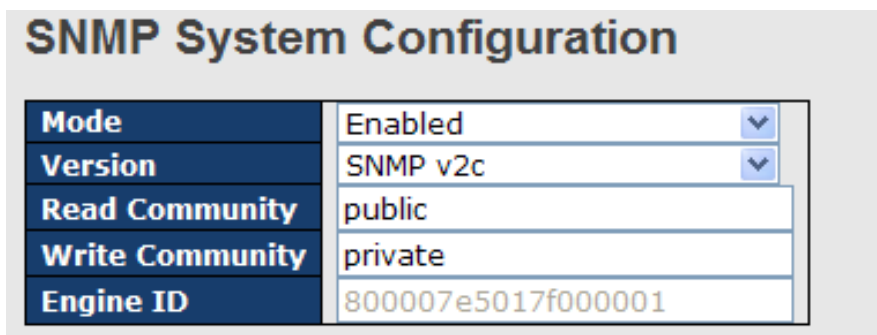 SNMP System Configuration
Mode Enabled
Version SNMP v2c
Read Community public
Write Community private
Engine ID 800007e5017f000001